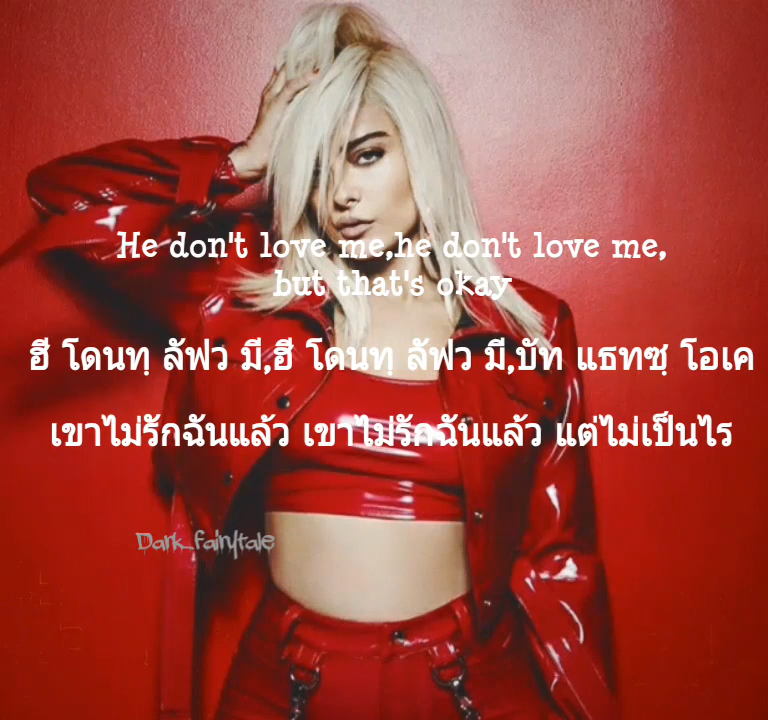 He don't love me,he don't love me,
but that's okay
ฮี โดนทฺ ลัฟว มี,ฮี โดนทฺ ลัฟว มี,บัท แธทซฺ โอเค
เขาไม่รักฉันแล้ว เขาไม่รักฉันแล้ว แต่ไม่เป็นไร
Dark_fairytale